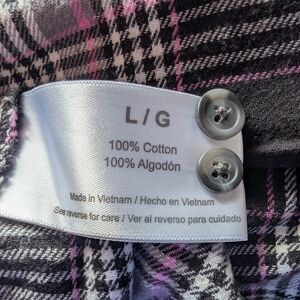 L / G
100% Cotton
100% Algodón
Made in Vietnam / Hecho en Vietnam
See reverse for care / Ver al reverso para cuidado